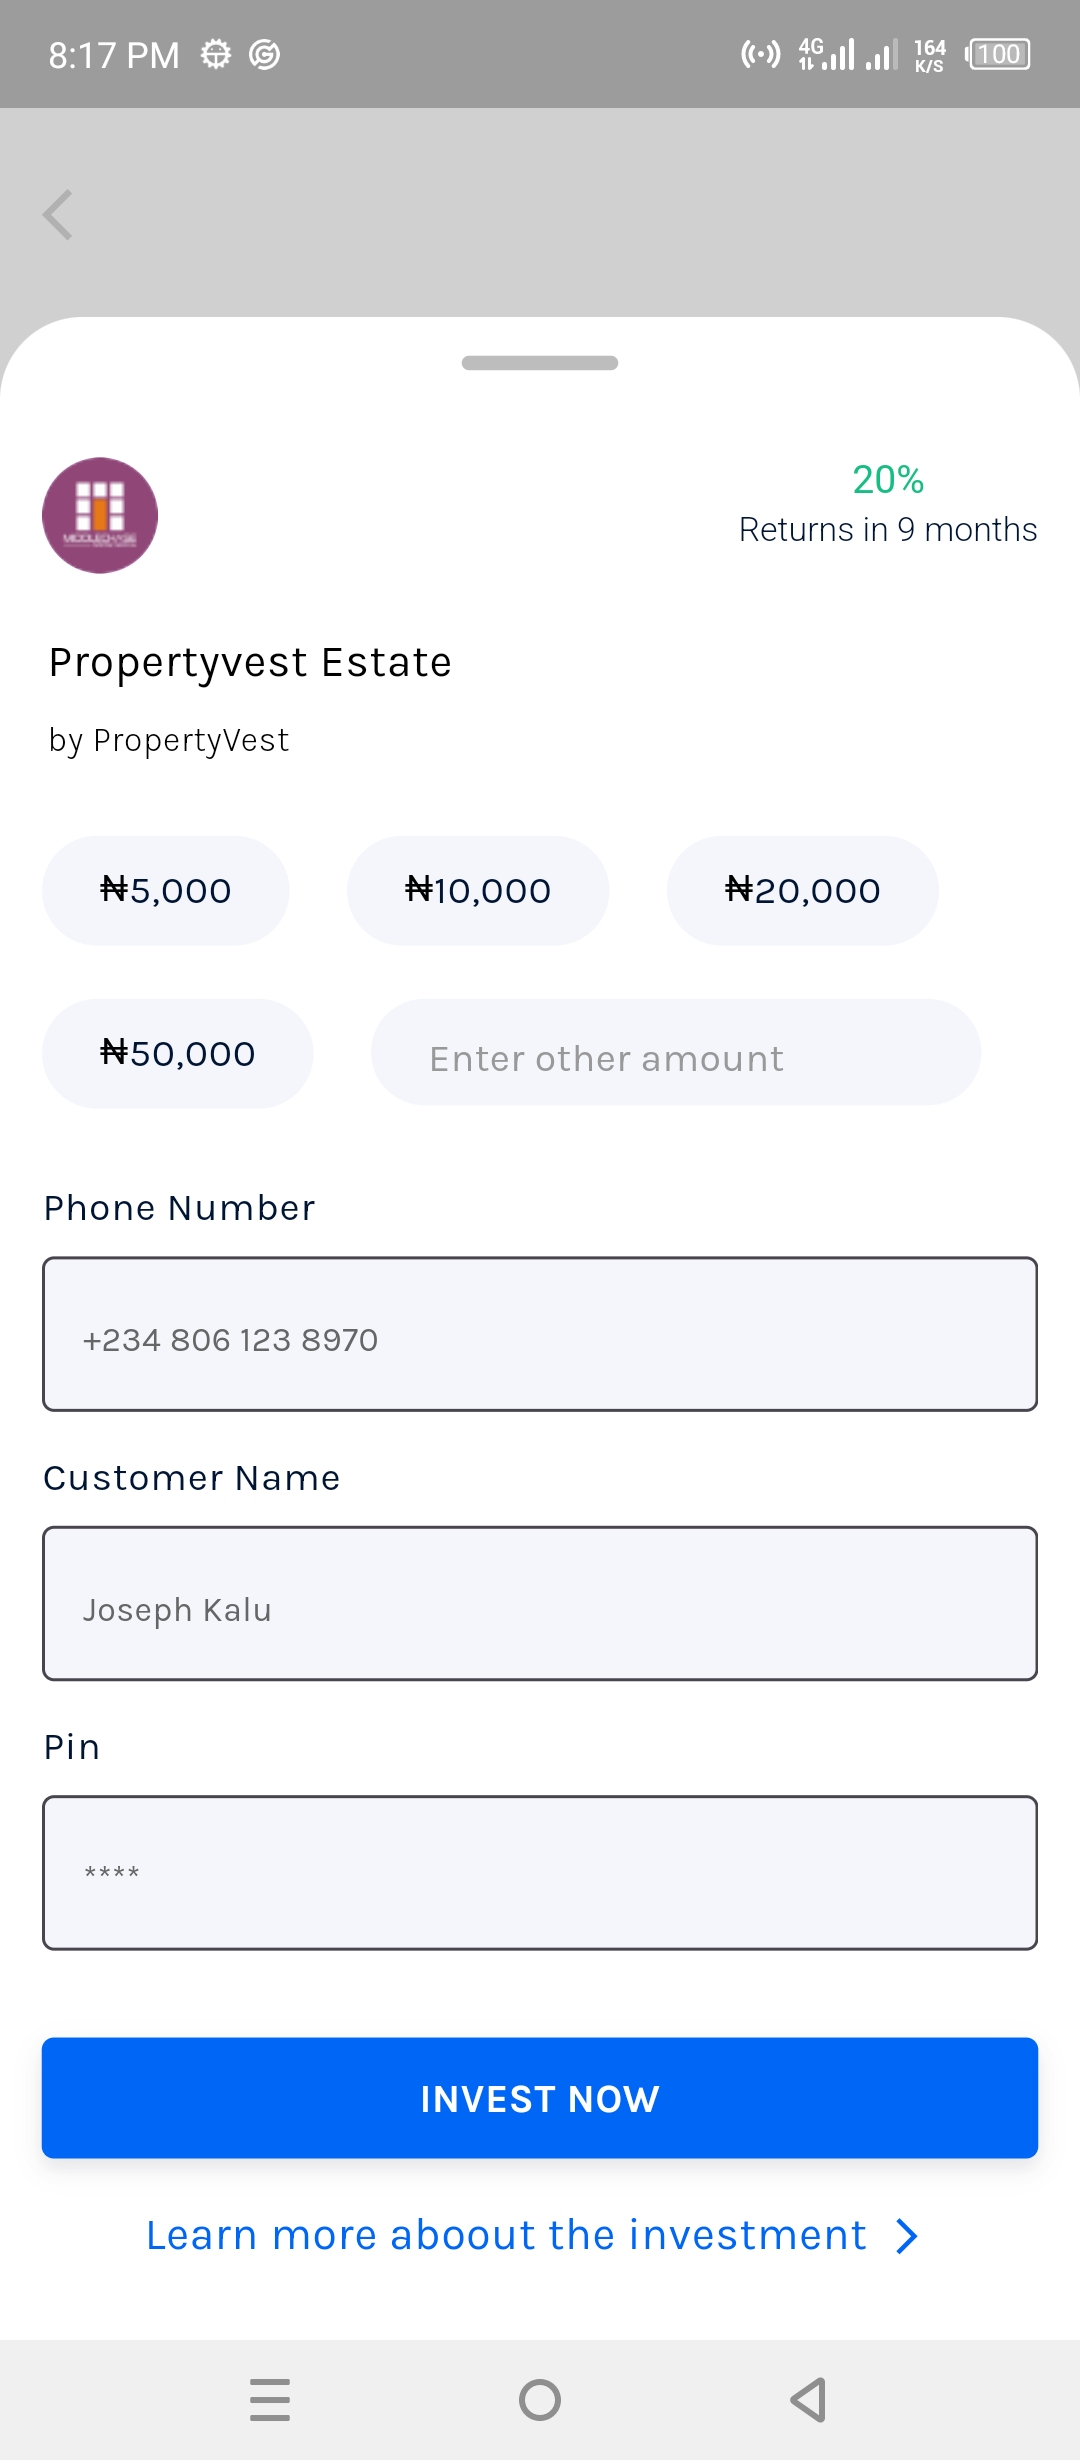 8:17 PM 4G 164 K/S 100
20%
Returns in 9 months
Propertyvest Estate
by PropertyVest
₦5,000 ₦10,000 ₦20,000
₦50,000 Enter other amount
Phone Number
+234 806 123 8970
Customer Name
Joseph Kalu
Pin
****
INVEST NOW
Learn more aboout the investment